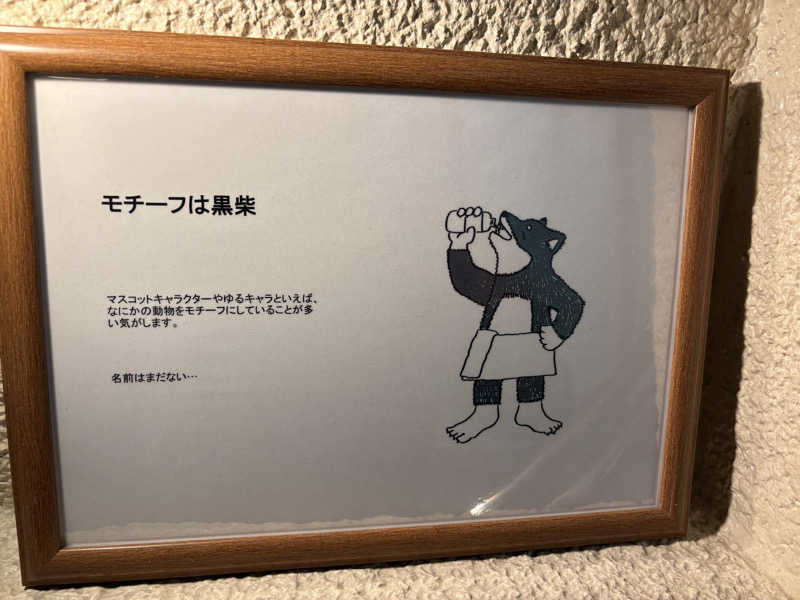 モチーフは黒柴
マスコットキャラクターやゆるキャラといえば、
なにかの動物をモチーフにしていることが多
い気がします。
名前はまだない…